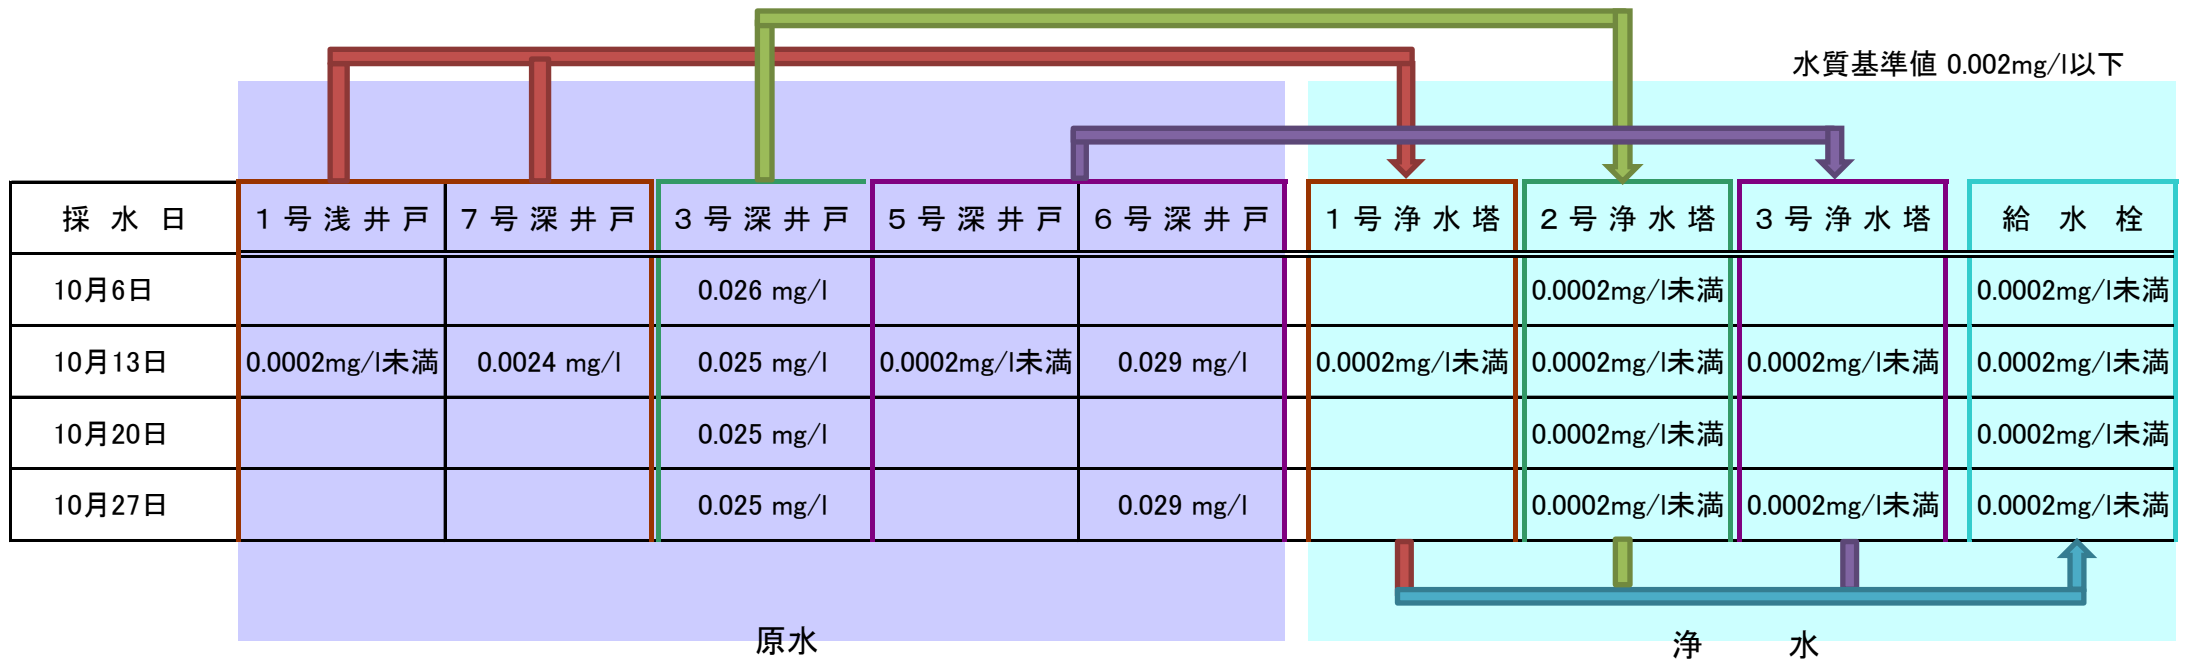 水質基準値 0.002mg/l以下
採 水 日 １号浅井戸 ７号深井戸 ３号深井戸 ５号深井戸 ６号深井戸 １号浄水塔 ２号浄水塔 ３号浄水塔 給 水 栓
10月6日 0.026 mg/l 0.0002mg/l未満 0.0002mg/l未満
10月13日 0.0002mg/l未満 0.0024 mg/l 0.025 mg/l 0.0002mg/l未満 0.029 mg/l 0.0002mg/l未満 0.0002mg/l未満 0.0002mg/l未満 0.0002mg/l未満
10月20日 0.025 mg/l 0.0002mg/l未満 0.0002mg/l未満
10月27日 0.025 mg/l 0.029 mg/l 0.0002mg/l未満 0.0002mg/l未満 0.0002mg/l未満
原水 浄 水